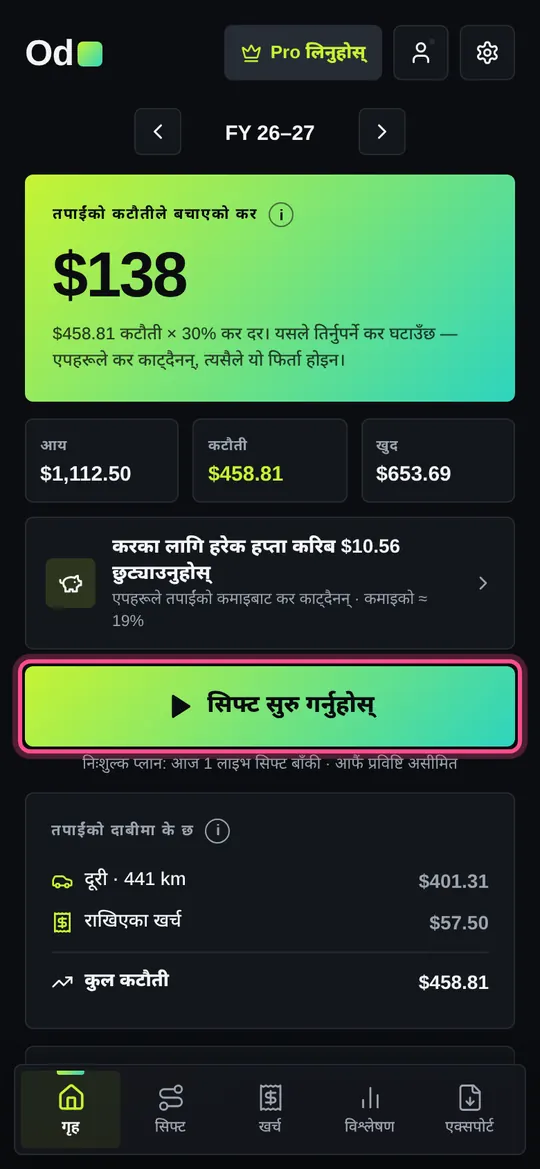 Od
Pro लिनुहोस्
FY 26–27
तपाईंको कटौतीले बचाएको कर
$138
$458.81 कटौती × 30% कर दर। यसले तिर्नुपर्ने कर घटाउँछ —
एपहरूले कर काट्दैनन्, त्यसैले यो फिर्ता होइन।
आय
कटौती
खुद
$1,112.50
$458.81
$653.69
करका लागि हरेक हप्ता करिब $10.56
छुट्याउनुहोस्
एपहरूले तपाईंको कमाइबाट कर काट्दैनन् · कमाइको ≈
19%
सिफ्ट सुरु गर्नुहोस्
निःशुल्क प्लान: आज 1 लाइभ सिफ्ट बाँकी · आफैँ प्रविष्टि असीमित
तपाईंको दाबीमा के छ
दूरी · 441 km $401.31
राखिएका खर्च $57.50
कुल कटौती $458.81
गृह
सिफ्ट
खर्च
विश्लेषण
एक्सपोर्ट